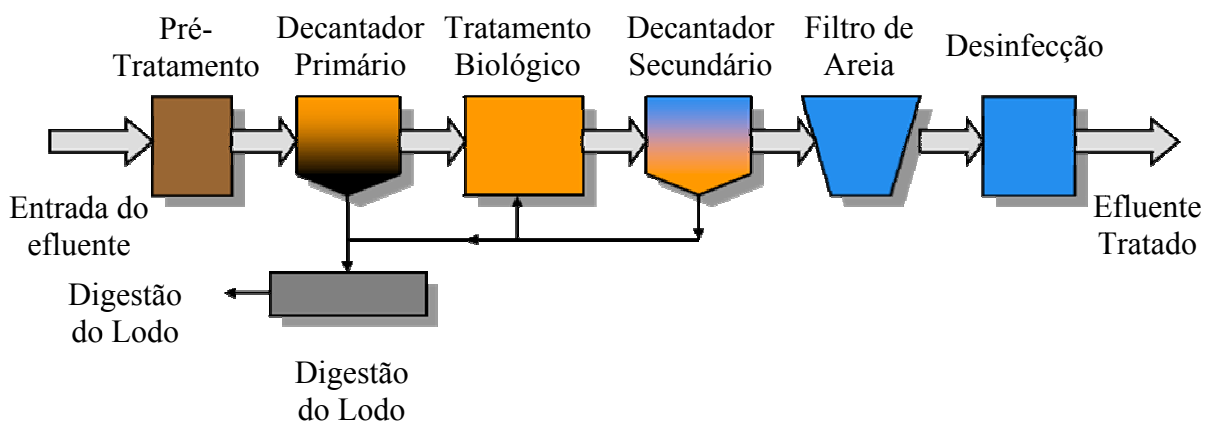 Pré-
Tratamento
Decantador
Primário
Tratamento
Biológico
Decantador
Secundário
Filtro de
Areia
Desinfecção
Entrada do
efluente
Efluente
Tratado
Digestão
do Lodo
Digestão
do Lodo